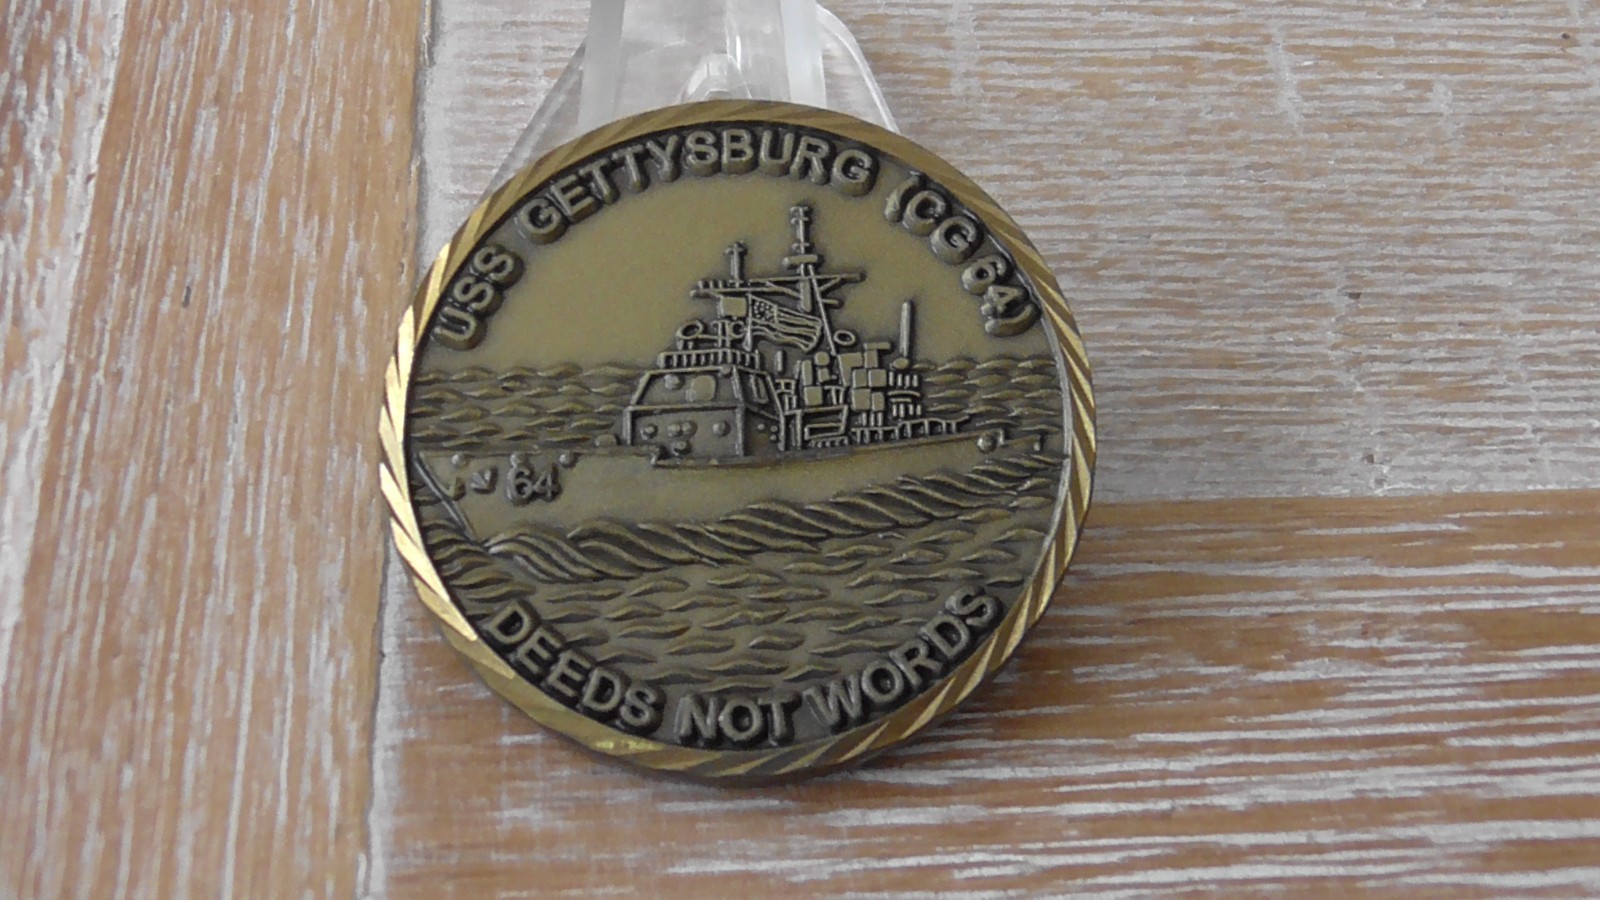 USS GETTYSBURG (CG 64)
64
DEEDS NOT WORDS